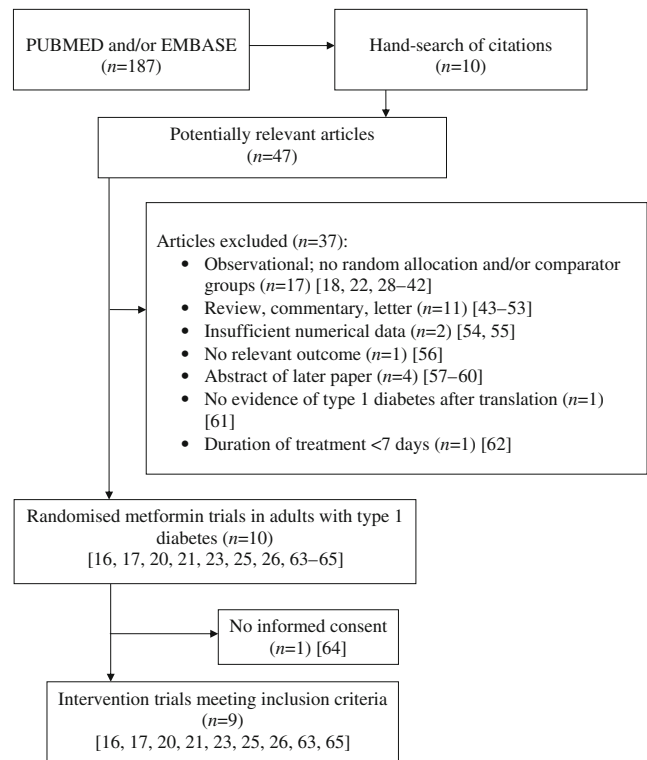 PUBMED and/or EMBASE
(n=187)
Hand-search of citations
(n=10)
Potentially relevant articles
(n=47)
Articles excluded (n=37):
• Observational; no random allocation and/or comparator
groups (n=17) [18, 22, 28–42]
• Review, commentary, letter (n=11) [43–53]
• Insufficient numerical data (n=2) [54, 55]
• No relevant outcome (n=1) [56]
• Abstract of later paper (n=4) [57–60]
• No evidence of type 1 diabetes after translation (n=1)
[61]
• Duration of treatment <7 days (n=1) [62]
Randomised metformin trials in adults with type 1
diabetes (n=10)
[16, 17, 20, 21, 23, 25, 26, 63–65]
No informed consent
(n=1) [64]
Intervention trials meeting inclusion criteria
(n=9)
[16, 17, 20, 21, 23, 25, 26, 63, 65]